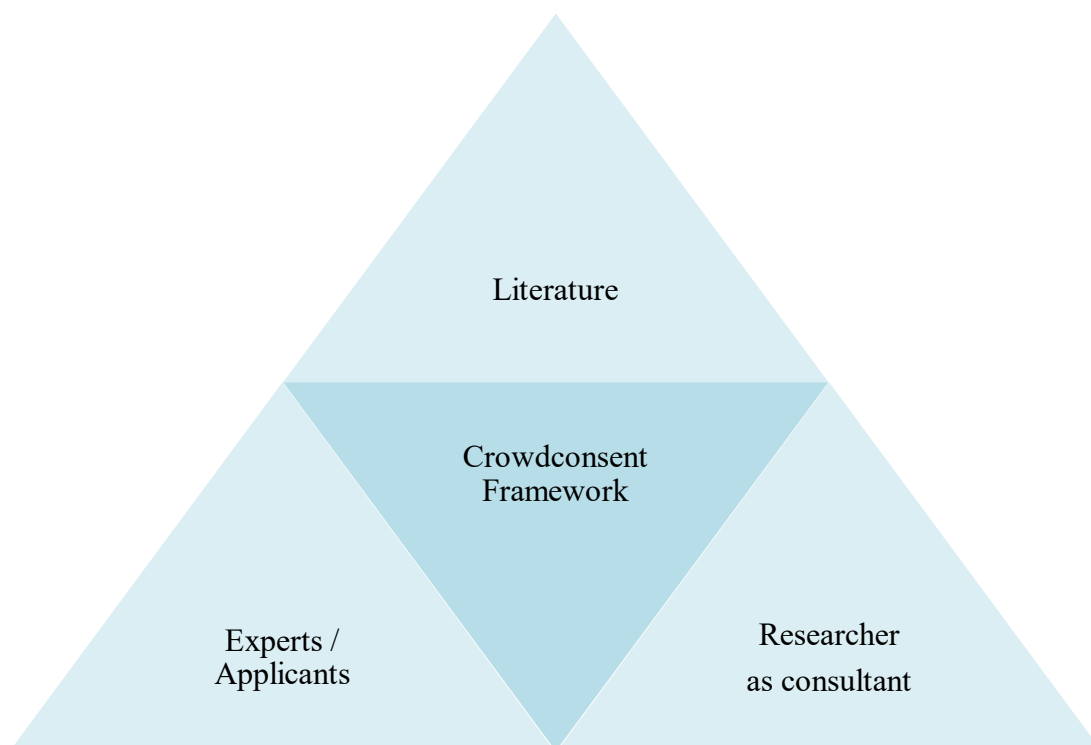 Literature
Crowdconsent
Framework
Experts /
Applicants
Researcher
as consultant